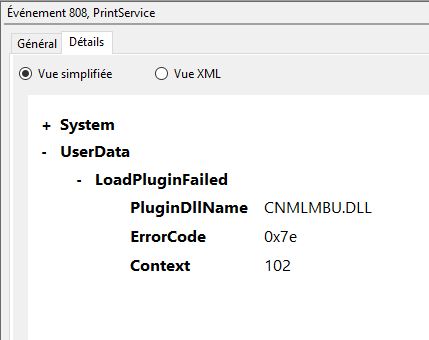 Événement 808, PrintService
Général Détails
Vue simplifiée Vue XML
+ System
- UserData
- LoadPluginFailed
PluginDllName CNMLMBU.DLL
ErrorCode 0x7e
Context 102